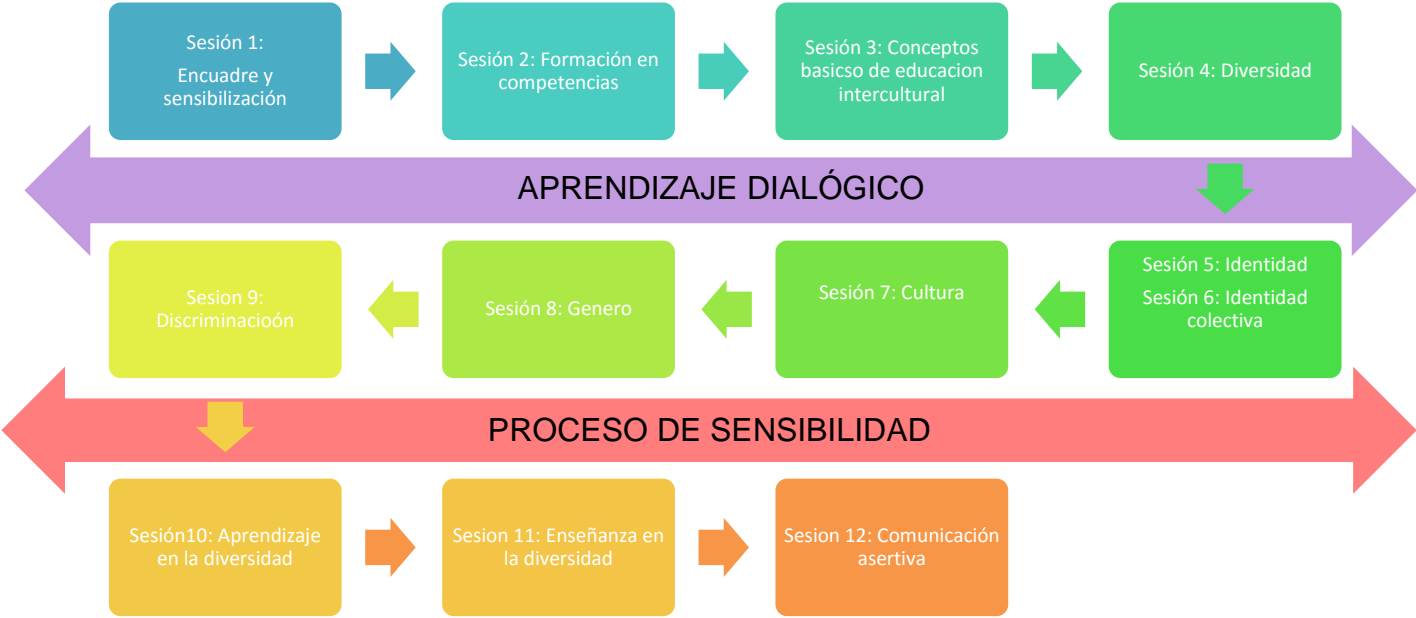 Sesión 1:
Encuadre y
sensibilización
Sesión 2: Formación en
competencias
Sesión 3: Conceptos
basicso de educacion
intercultural
Sesión 4: Diversidad
APRENDIZAJE DIALÓGICO
Sesión 5: Identidad
Sesión 6: Identidad
colectiva
Sesión 7: Cultura
Sesión 8: Genero
Sesion 9:
Discriminacioón
PROCESO DE SENSIBILIDAD
Sesión10: Aprendizaje
en la diversidad
Sesion 11: Enseñanza en
la diversidad
Sesion 12: Comunicación
asertiva